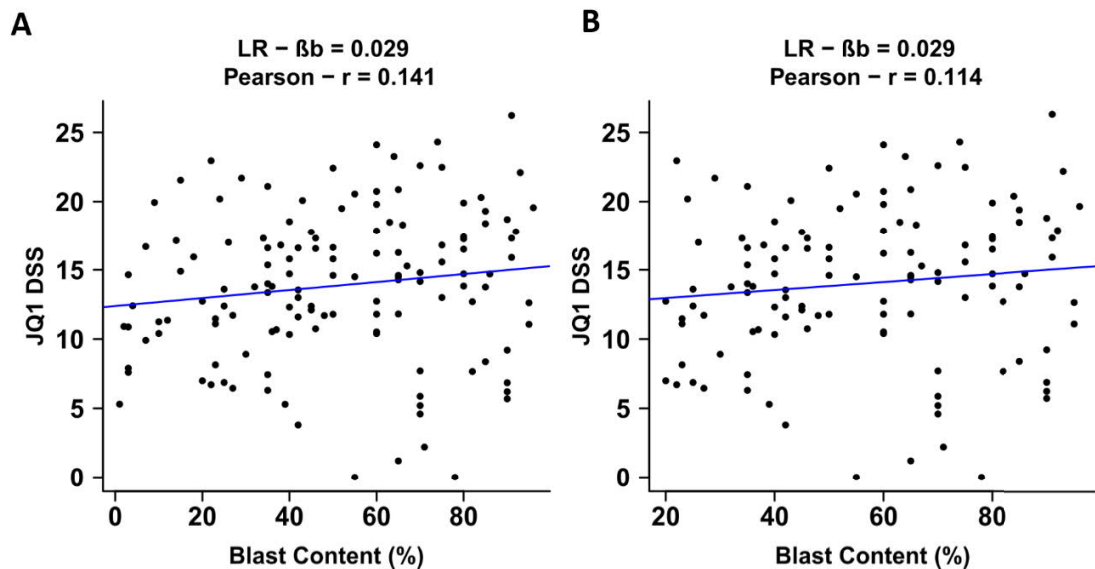 A
LR – ßb = 0.029
Pearson – r = 0.141
JQ1 DSS
25
20
15
10
5
0
0 20 40 60 80
Blast Content (%)
B
LR – ßb = 0.029
Pearson – r = 0.114
JQ1 DSS
25
20
15
10
5
0
20 40 60 80
Blast Content (%)